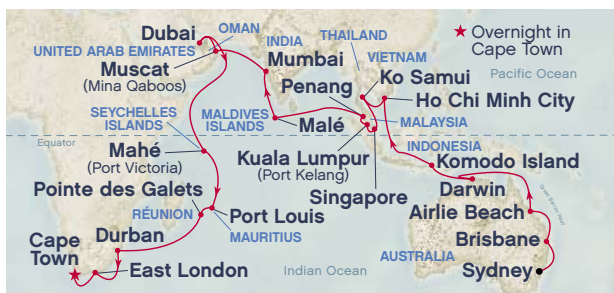 Dubai
OMAN
★ Overnight in
Cape Town
UNITED ARAB EMIRATES
INDIA
THAILAND
Muscat
(Mina Qaboos)
Mumbai
VIETNAM
Pacific Ocean
Penang
Ko Samui
Ho Chi Minh City
SEYCHELLES
ISLANDS
MALDIVES
ISLANDS
Malé
MALAYSIA
Equator
INDONESIA
Mahé
(Port Victoria)
Kuala Lumpur
(Port Kelang)
Komodo Island
Singapore
Darwin
Pointe des Galets
Great Barrier Reef
RÉUNION
Port Louis
Airlie Beach
MAURITIUS
Cape
Town
Durban
Brisbane
AUSTRALIA
East London
Indian Ocean
Sydney